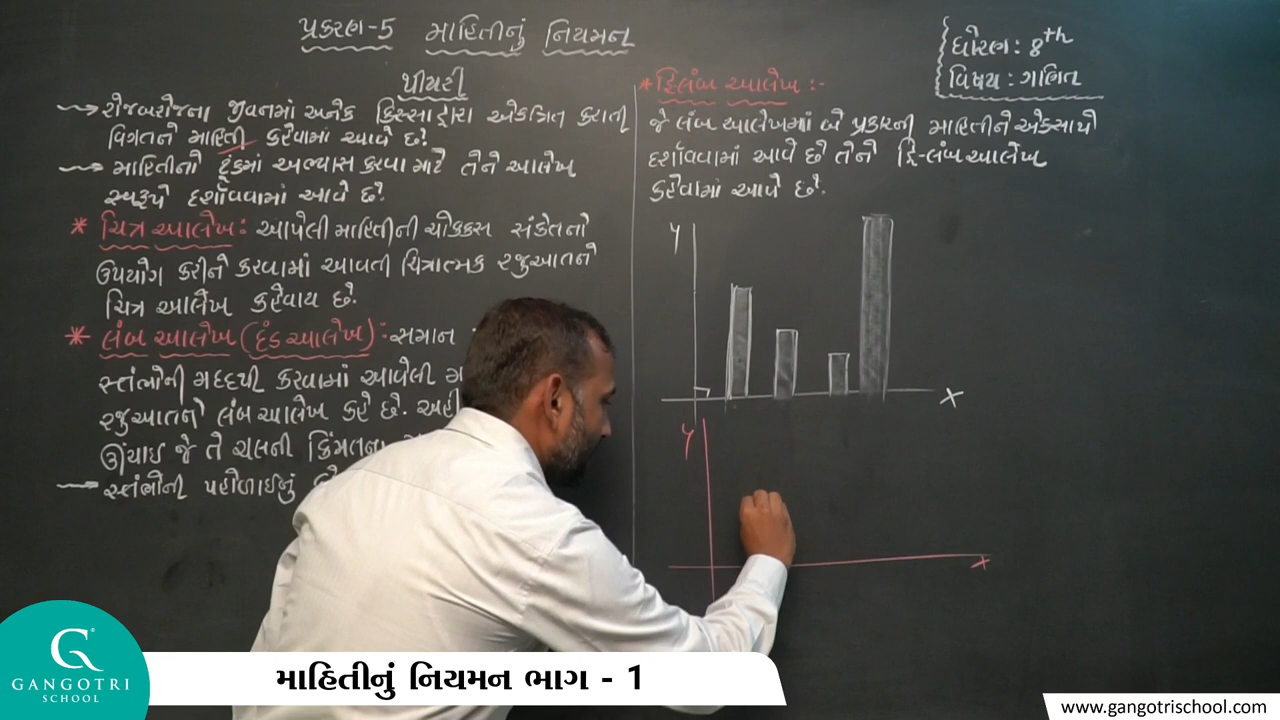 પ્રકરણ-5 માહિતીનું નિયમન
ધોરણ : 8th
વિષય : ગણિત
થીયરી
→ રોજબરોજના જીવનમાં અનેક કિસ્સા દ્વારા એકત્રિત કરાતી
વિગતને માહિતી કહેવામાં આવે છે.
→ માહિતીનો ટૂંકમાં અભ્યાસ કરવા માટે તેને આલેખ
સ્વરૂપે દર્શાવવામાં આવે છે.
* ચિત્ર આલેખ : આપેલી માહિતીની ચોક્કસ સંકેતનો
ઉપયોગ કરીને કરવામાં આવતી ચિત્રાત્મક રજુઆતને
ચિત્ર આલેખ કહેવાય છે.
* લંબ આલેખ (દંડ આલેખ) : સમાન
સ્તંભોની મદદથી કરવામાં આવેલી
રજુઆતને લંબ આલેખ કહે છે. અહીં
ઊંચાઈ જે તે ચલની કિંમતના
→ સ્તંભોની પહોળાઈનું
* દ્વિલંબ આલેખ :-
જે લંબ આલેખમાં બે પ્રકારની માહિતીને એકસાથે
દર્શાવવામાં આવે છે તેને દ્વિ-લંબ આલેખ
કહેવામાં આવે છે.
y
x
y
x
G
GANGOTRI
SCHOOL
માહિતીનું નિયમન ભાગ - 1
www.gangotrischool.com